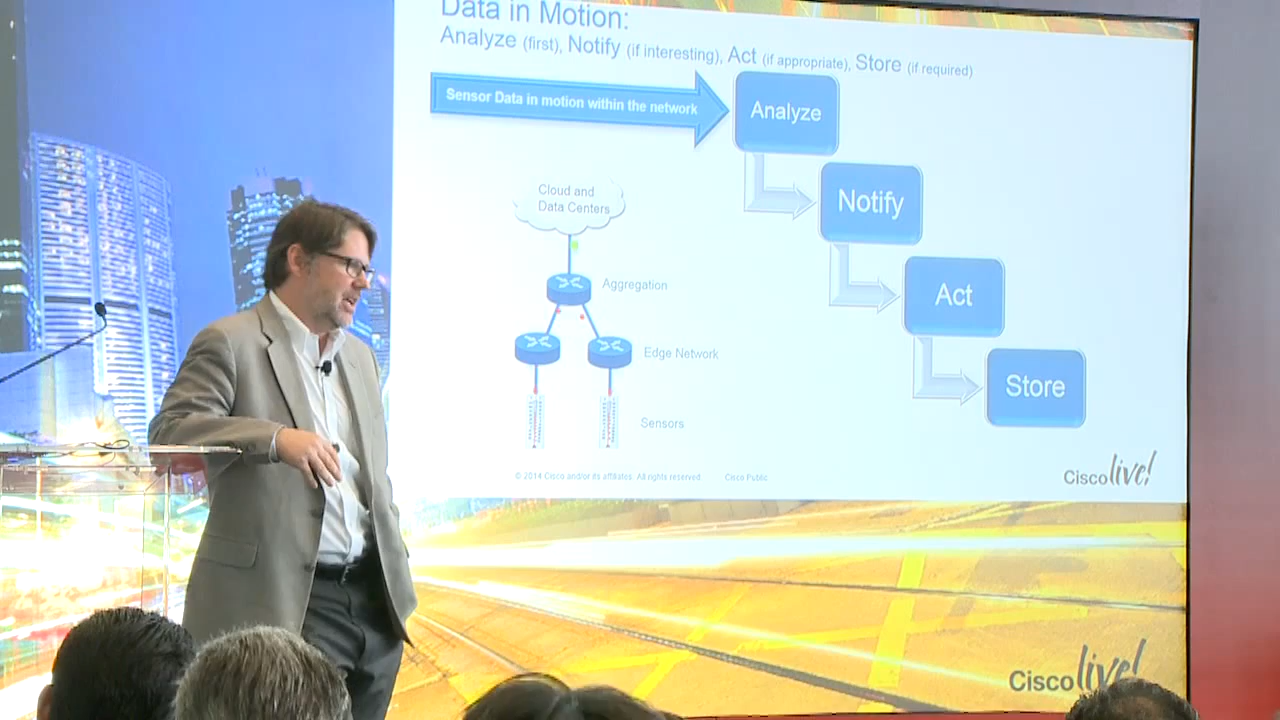 Data in Motion:
Analyze (first), Notify (if interesting), Act (if appropriate), Store (if required)
Sensor Data in motion within the network
Analyze
Notify
Act
Store
Cloud and
Data Centers
Aggregation
Edge Network
Sensors
© 2014 Cisco and/or its affiliates. All rights reserved.
Cisco Public
Cisco live!
Cisco live!